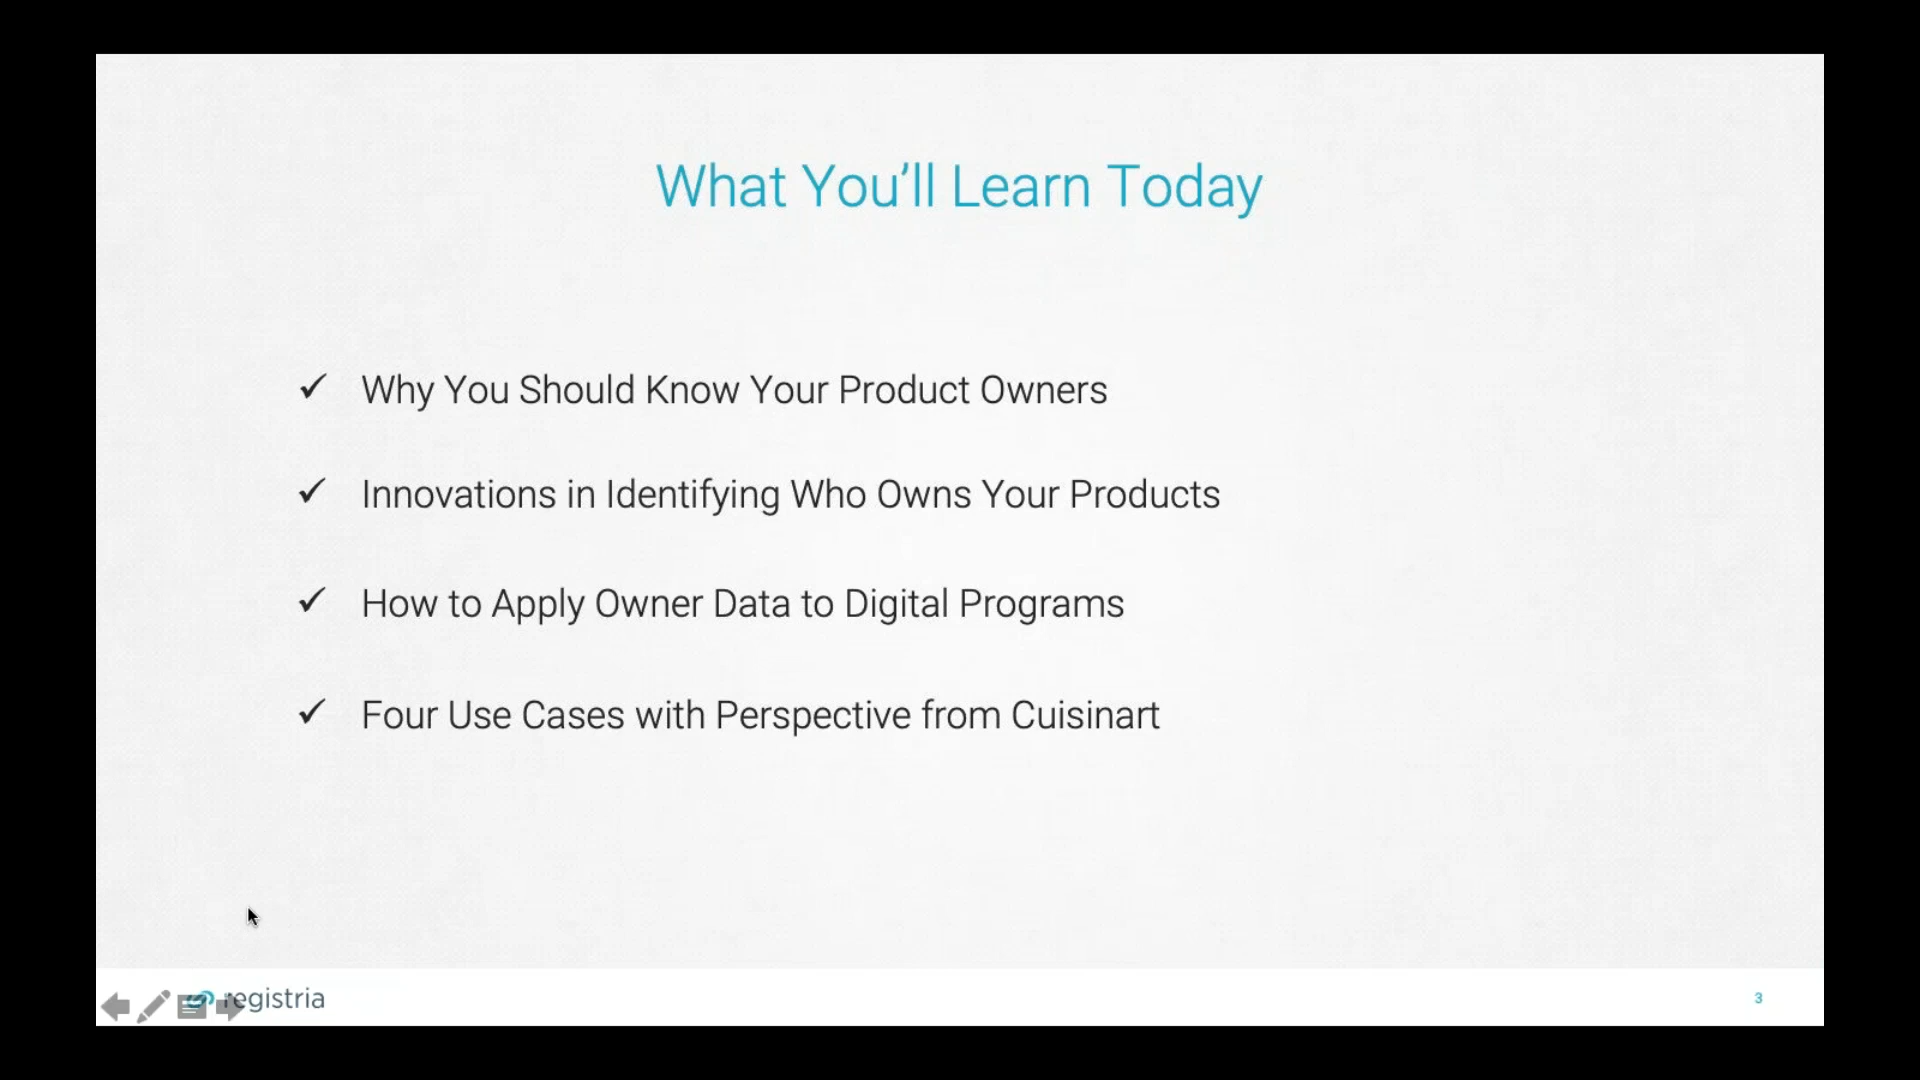 What You’ll Learn Today
✓ Why You Should Know Your Product Owners
✓ Innovations in Identifying Who Owns Your Products
✓ How to Apply Owner Data to Digital Programs
✓ Four Use Cases with Perspective from Cuisinart
registria
3